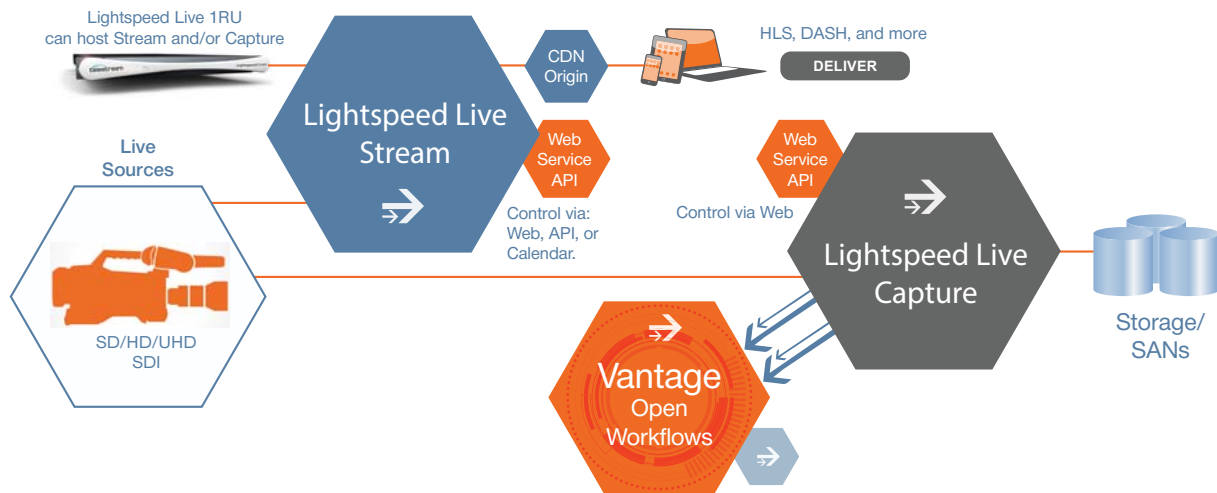 Lightspeed Live 1RU
can host Stream and/or Capture
CDN
Origin
HLS, DASH, and more
DELIVER
Lightspeed Live
Stream
Web
Service
API
Control via:
Web, API, or
Calendar.
Live
Sources
SD/HD/UHD
SDI
Web
Service
API
Control via Web
Lightspeed Live
Capture
Storage/
SANs
Vantage
Open
Workflows